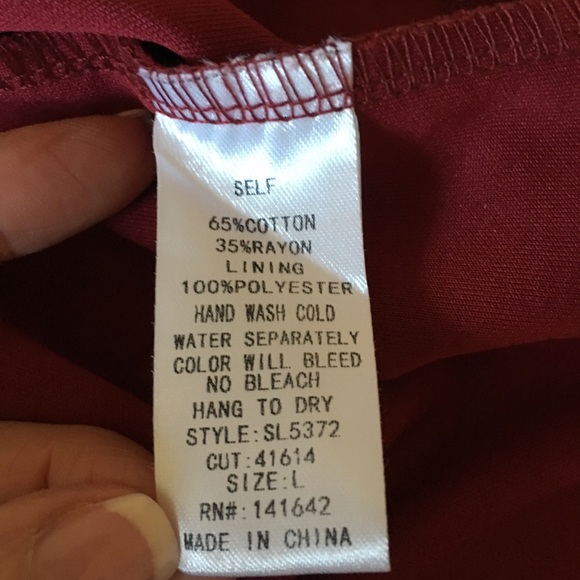 SELF
65%COTTON
35%RAYON
LINING
100%POLYESTER
HAND WASH COLD
WATER SEPARATELY
COLOR WILL BLEED
NO BLEACH
HANG TO DRY
STYLE:SL5372
CUT:41614
SIZE:L
RN#:141642
MADE IN CHINA